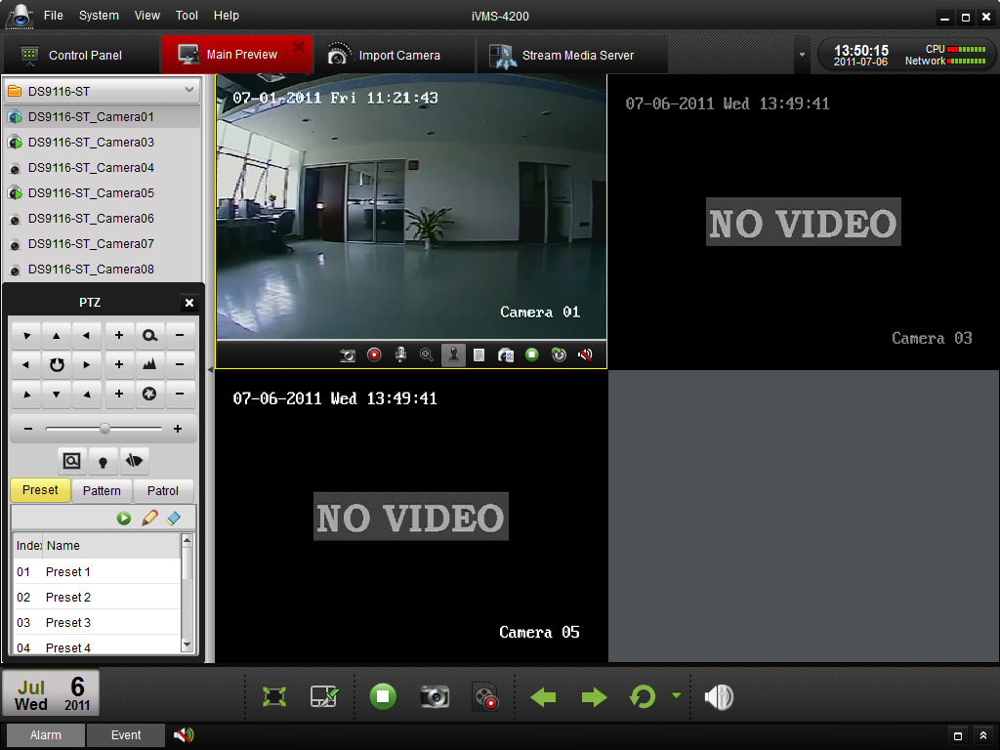 File System View Tool Help
iVMS-4200
Control Panel
Main Preview
Import Camera
Stream Media Server
13:50:15
2011-07-06
CPU
Network
DS9116-ST
DS9116-ST_Camera01
DS9116-ST_Camera03
DS9116-ST_Camera04
DS9116-ST_Camera05
DS9116-ST_Camera06
DS9116-ST_Camera07
DS9116-ST_Camera08
PTZ
Preset Pattern Patrol
Index Name
01 Preset 1
02 Preset 2
03 Preset 3
04 Preset 4
07-01-2011 Fri 11:21:43
Camera 01
07-06-2011 Wed 13:49:41
NO VIDEO
Camera 03
07-06-2011 Wed 13:49:41
NO VIDEO
Camera 05
Jul 6
Wed 2011
Alarm Event